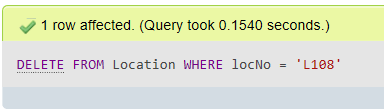 1 row affected. (Query took 0.1540 seconds.)
DELETE FROM Location WHERE locNo = 'L108'